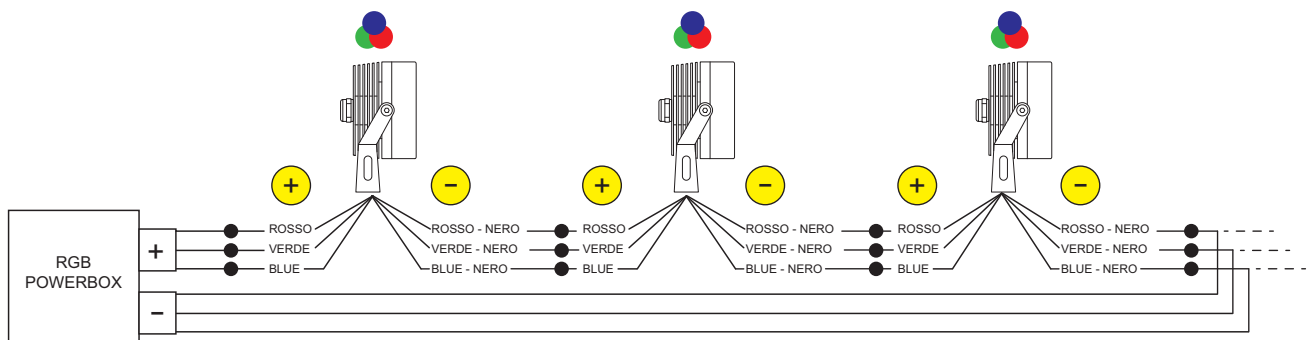 + - + - + -
ROSSO ROSSO - NERO ROSSO ROSSO - NERO ROSSO ROSSO - NERO
+ VERDE VERDE - NERO VERDE VERDE - NERO VERDE VERDE - NERO
BLUE BLUE - NERO BLUE BLUE - NERO BLUE BLUE - NERO
RGB
POWERBOX
-